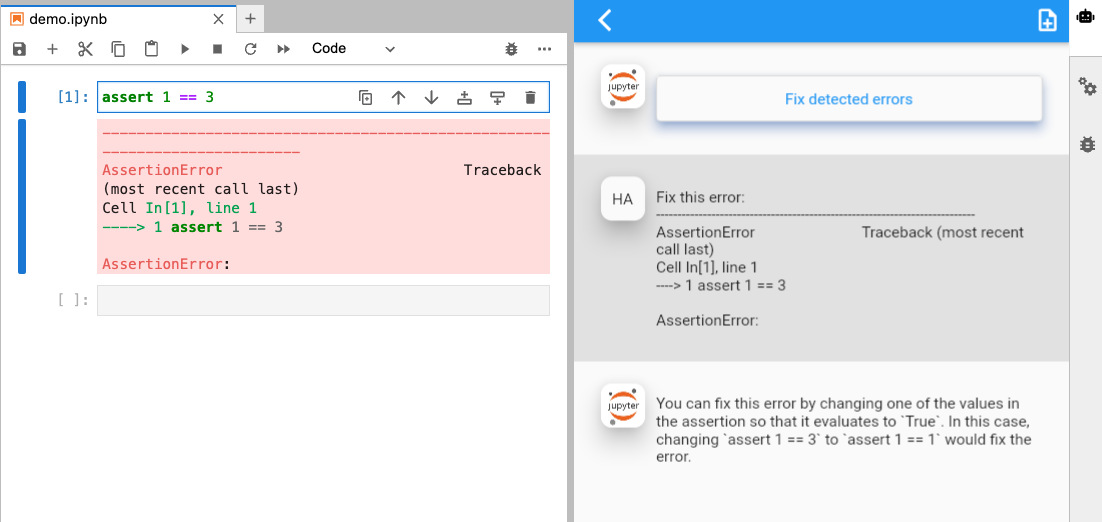 demo.ipynb
Code
[1]:
assert 1 == 3
------------------------------------------------------
-----------------------
AssertionError Traceback
(most recent call last)
Cell In[1], line 1
----> 1 assert 1 == 3
AssertionError:
[ ]:
jupyter
Fix detected errors
HA
Fix this error:
---------------------------------------------------------------------------
AssertionError Traceback (most recent
call last)
Cell In[1], line 1
----> 1 assert 1 == 3
AssertionError:
jupyter
You can fix this error by changing one of the values in
the assertion so that it evaluates to `True`. In this case,
changing `assert 1 == 3` to `assert 1 == 1` would fix the
error.